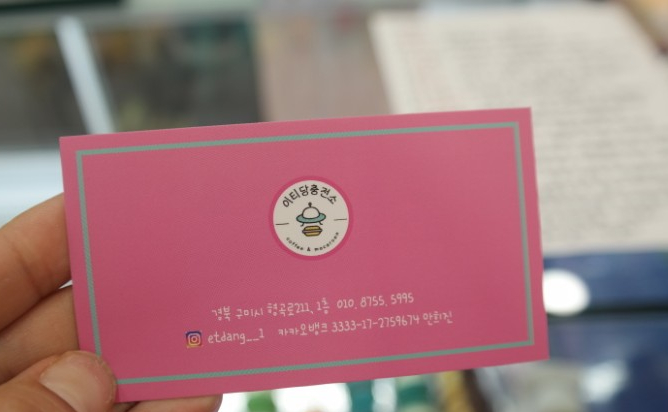 이티당충전소
coffee & macaroon
경북 구미시 형곡로211, 1층 010. 8755. 5995
etdang__1 카카오뱅크 3333-17-2759674 안희진